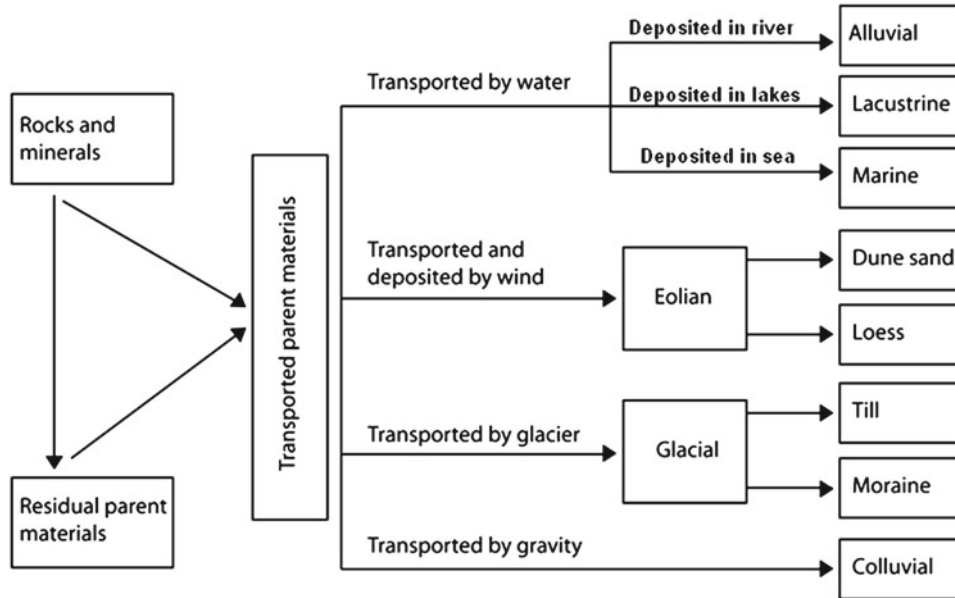 Rocks and
minerals
Residual parent
materials
Transported parent materials
Transported by water
Deposited in river
Alluvial
Deposited in lakes
Lacustrine
Deposited in sea
Marine
Transported and
deposited by wind
Eolian
Dune sand
Loess
Transported by glacier
Glacial
Till
Moraine
Transported by gravity
Colluvial